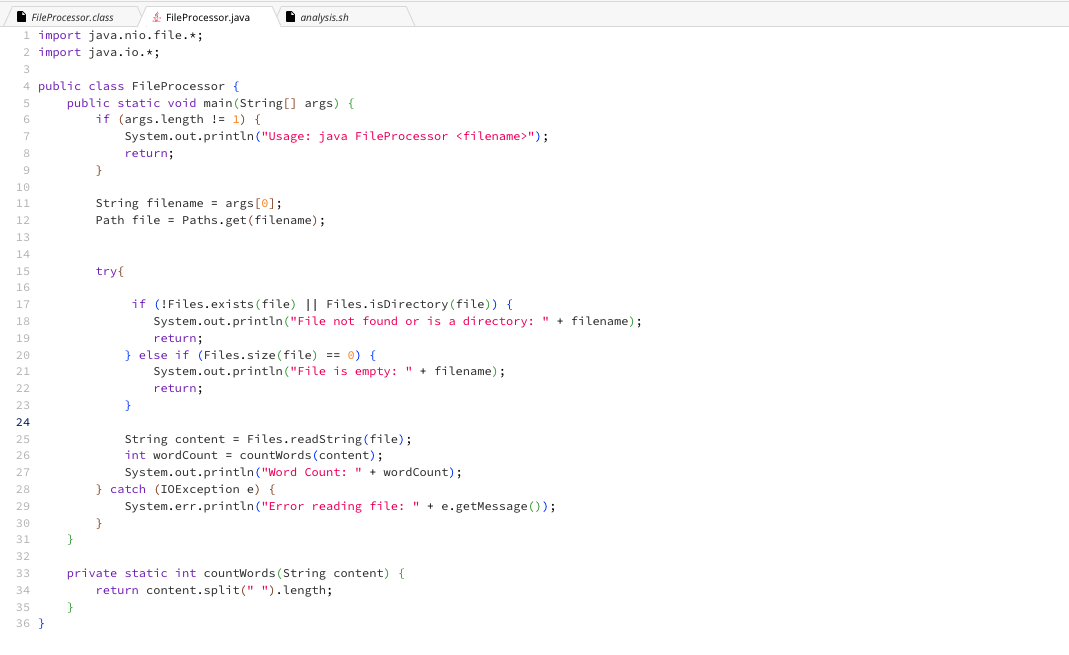 FileProcessor.class FileProcessor.java analysis.sh
1 import java.nio.file.*;
2 import java.io.*;
3
4 public class FileProcessor {
5     public static void main(String[] args) {
6         if (args.length != 1) {
7             System.out.println("Usage: java FileProcessor <filename>");
8             return;
9         }
10
11         String filename = args[0];
12         Path file = Paths.get(filename);
13
14
15         try{
16
17              if (!Files.exists(file) || Files.isDirectory(file)) {
18                 System.out.println("File not found or is a directory: " + filename);
19                 return;
20             } else if (Files.size(file) == 0) {
21                 System.out.println("File is empty: " + filename);
22                 return;
23             }
24
25             String content = Files.readString(file);
26             int wordCount = countWords(content);
27             System.out.println("Word Count: " + wordCount);
28         } catch (IOException e) {
29             System.err.println("Error reading file: " + e.getMessage());
30         }
31     }
32
33     private static int countWords(String content) {
34         return content.split(" ").length;
35     }
36 }